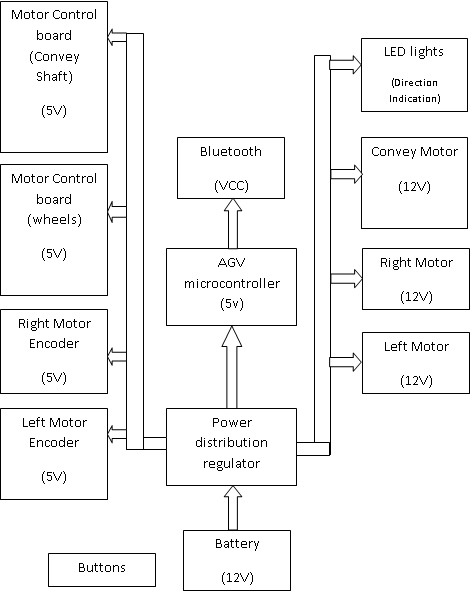 Motor Control
board
(Convey
Shaft)
(5V)
Motor Control
board
(wheels)
(5V)
Right Motor
Encoder
(5V)
Left Motor
Encoder
(5V)
Bluetooth
(VCC)
AGV
microcontroller
(5v)
Power
distribution
regulator
Battery
(12V)
Buttons
LED lights
(Direction
Indication)
Convey Motor
(12V)
Right Motor
(12V)
Left Motor
(12V)